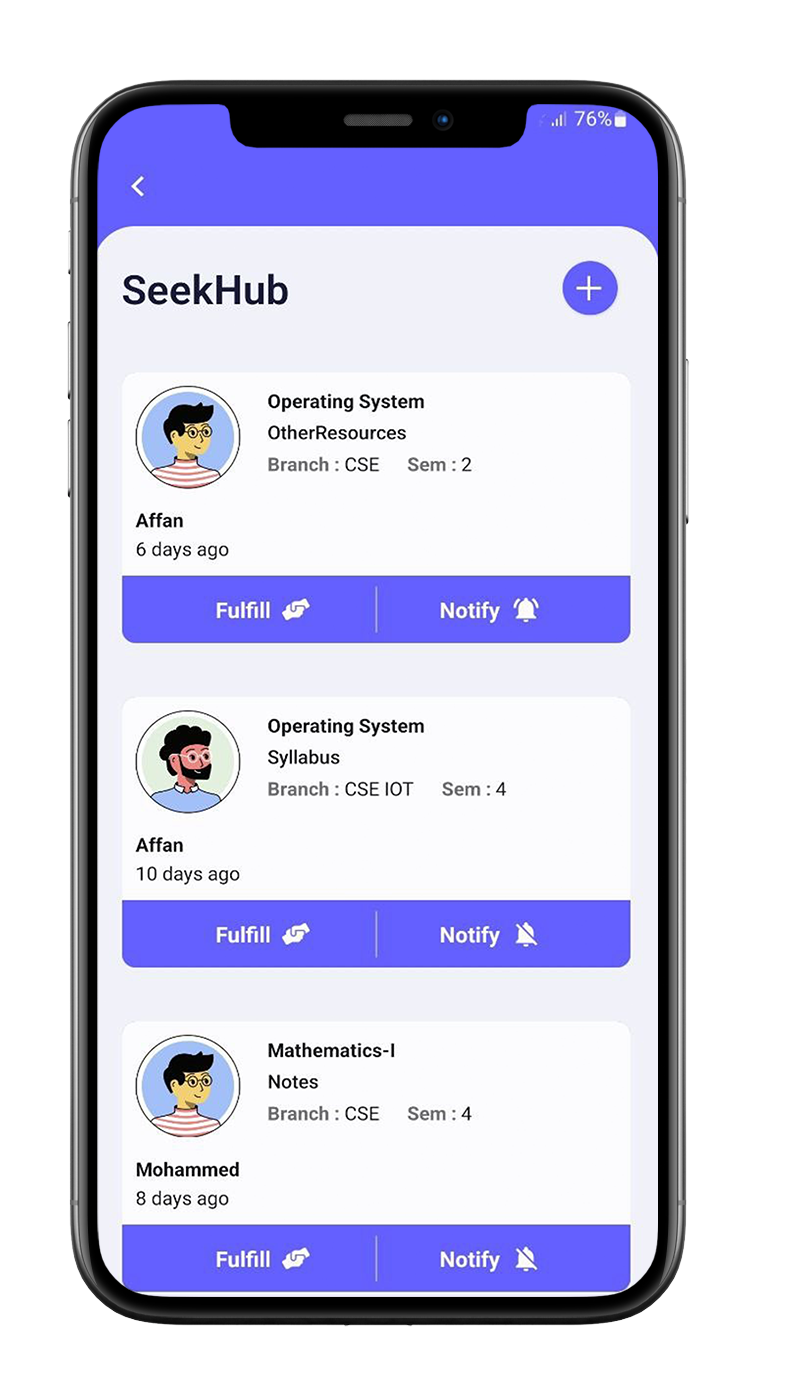 76%
SeekHub
Operating System
OtherResources
Branch : CSE Sem : 2
Affan
6 days ago
Fulfill Notify
Operating System
Syllabus
Branch : CSE IOT Sem : 4
Affan
10 days ago
Fulfill Notify
Mathematics-I
Notes
Branch : CSE Sem : 4
Mohammed
8 days ago
Fulfill Notify